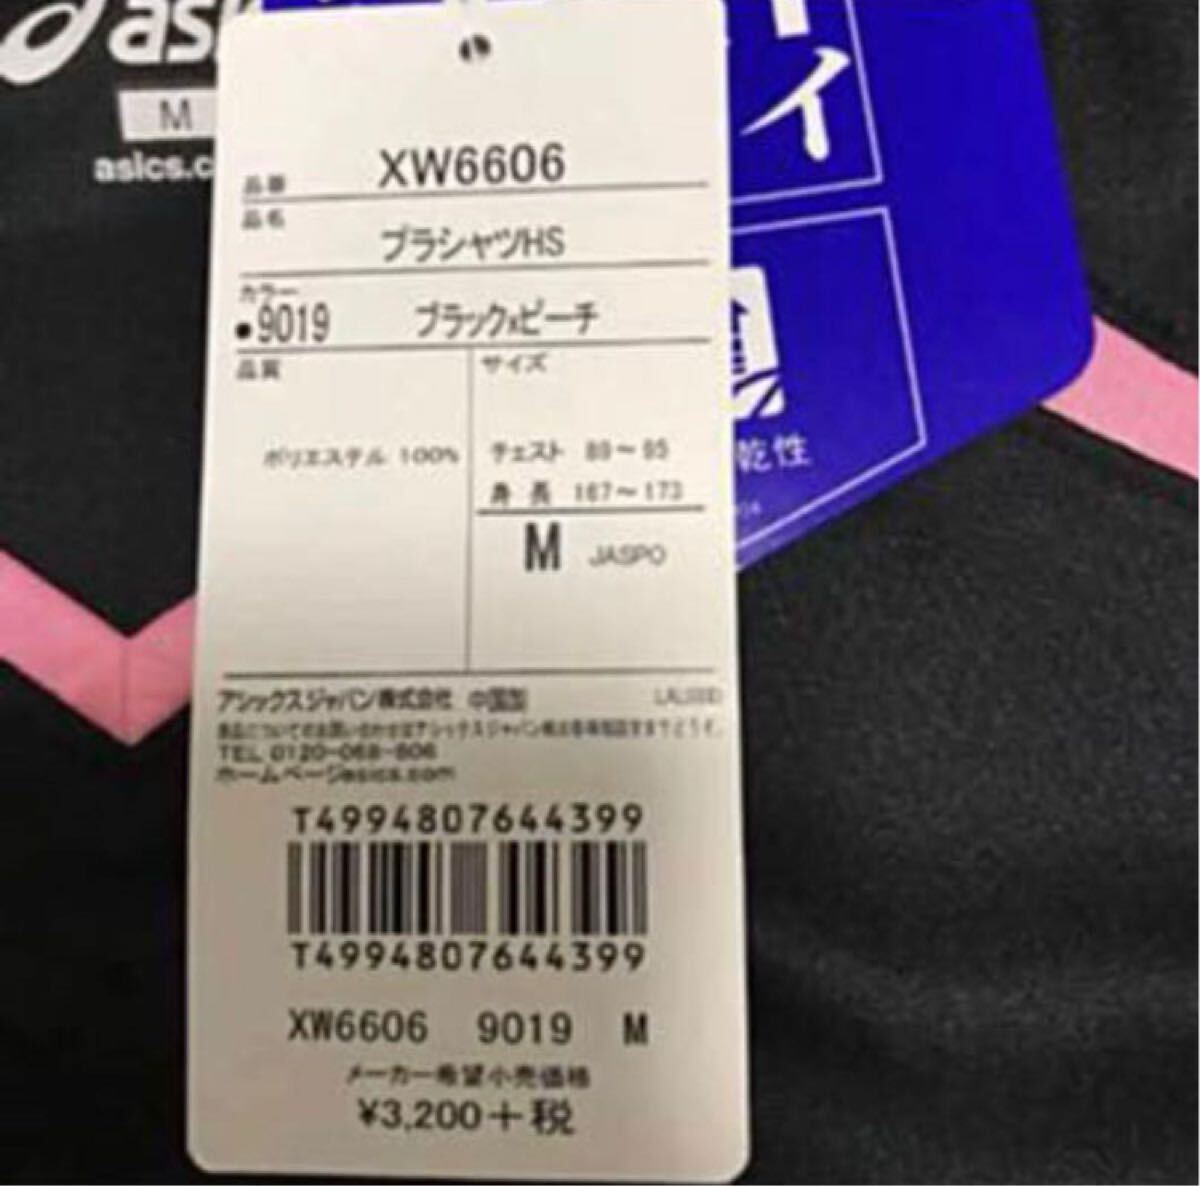 asi
M
asics.c
イ
乾性
品番 XW6606
品名
プラシャツHS
カラー
●9019 ブラックxピーチ
品質 サイズ
ポリエステル 100%
チェスト 89～95
身長 167～173
M JASPO
アシックスジャパン株式会社 中国製
TEL 0120-068-806
ホームページasics.com
T4994807644399
T4994807644399
XW6606 9019 M
メーカー希望小売価格
¥3,200+税